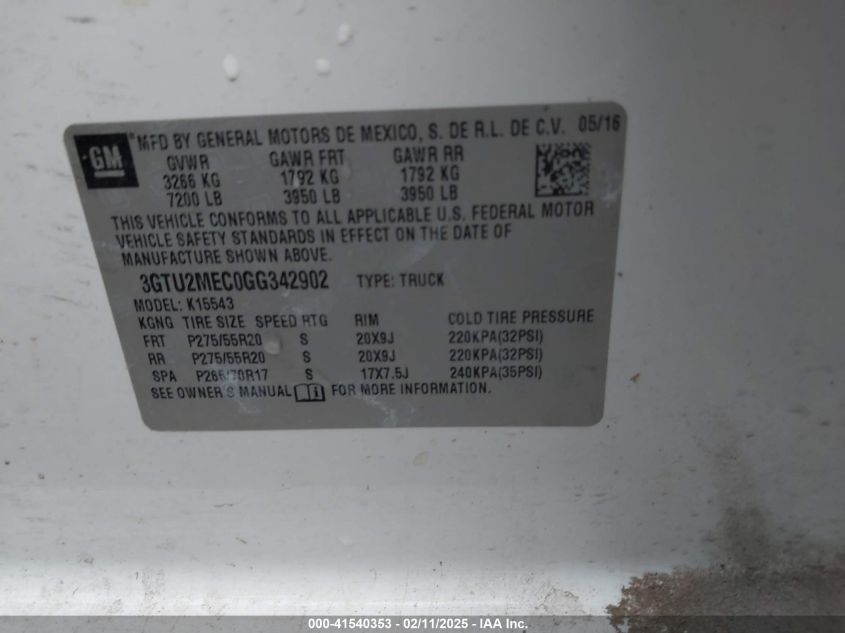 GM
MFD BY GENERAL MOTORS DE MEXICO, S. DE R.L. DE C.V. 05/16
GVWR GAWR FRT GAWR RR
3266 KG 1792 KG 1792 KG
7200 LB 3950 LB 3950 LB
THIS VEHICLE CONFORMS TO ALL APPLICABLE U.S. FEDERAL MOTOR
VEHICLE SAFETY STANDARDS IN EFFECT ON THE DATE OF
MANUFACTURE SHOWN ABOVE.
3GTU2MEC0GG342902 TYPE: TRUCK
MODEL: K15543
KGNG TIRE SIZE SPEED RTG RIM COLD TIRE PRESSURE
FRT P275/55R20 S 20X9J 220KPA(32PSI)
RR P275/55R20 S 20X9J 220KPA(32PSI)
SPA P265/70R17 S 17X7.5J 240KPA(35PSI)
SEE OWNER'S MANUAL FOR MORE INFORMATION.
000-41540353 - 02/11/2025 - IAA Inc.